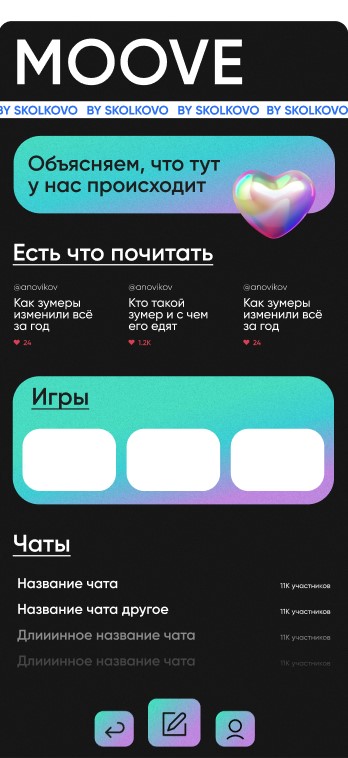 MOOVE
BY SKOLKOVO BY SKOLKOVO BY SKOLKOVO BY SKOLKOVO
Объясняем, что тут
у нас происходит
Есть что почитать
@anovikov
Как зумеры
изменили всё
за год
24
@anovikov
Кто такой
зумер и с чем
его едят
1.2K
@anovikov
Как зумеры
изменили всё
за год
24
Игры
Чаты
Название чата 11K участников
Название чата другое 11K участников
Длииинное название чата 11K участников
Длииинное название чата 11K участников